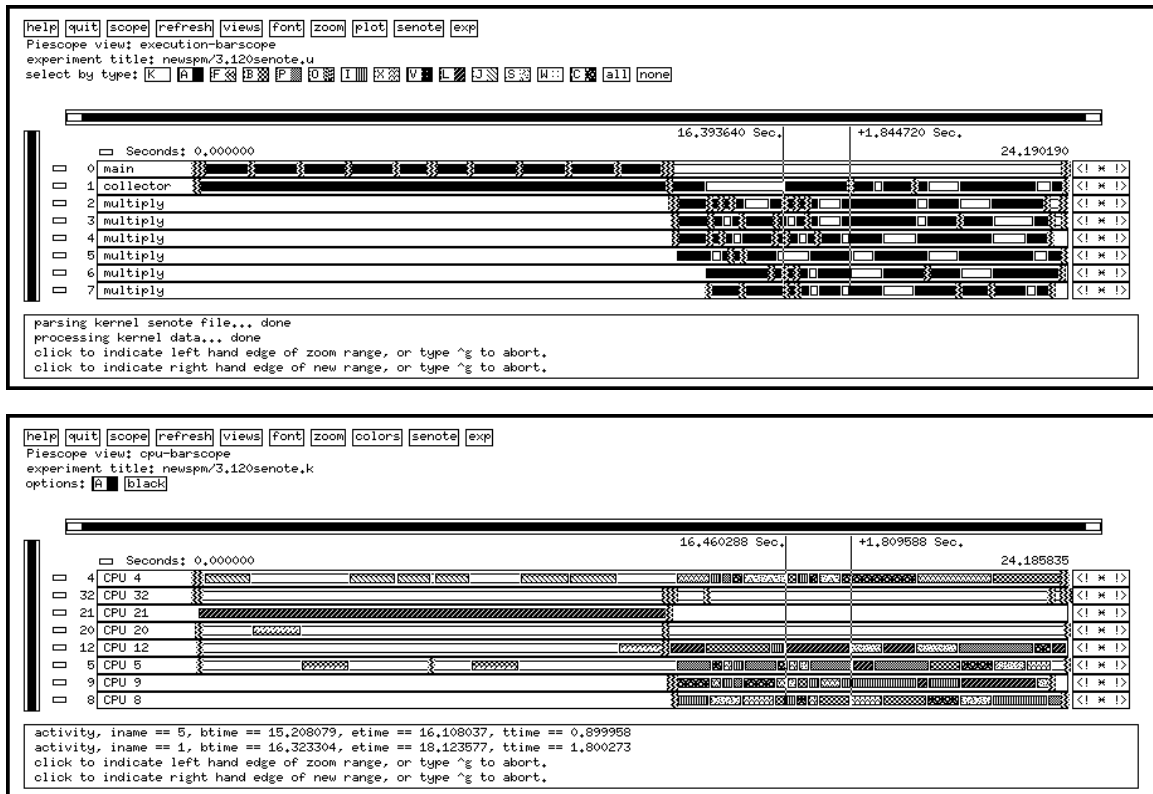 help quit scope refresh views font zoom plot senote exp
Piescope view: execution-barscope
experiment title: newspm/3.120senote.u
select by type: K A F B P O I X V L J S W C all none
16.393640 Sec. +1.844720 Sec.
Seconds: 0.000000 24.190190
0 main <! * !>
1 collector <! * !>
2 multiply <! * !>
3 multiply <! * !>
4 multiply <! * !>
5 multiply <! * !>
6 multiply <! * !>
7 multiply <! * !>
parsing kernel senote file... done
processing kernel data... done
click to indicate left hand edge of zoom range, or type ^g to abort.
click to indicate right hand edge of new range, or type ^g to abort.
help quit scope refresh views font zoom colors senote exp
Piescope view: cpu-barscope
experiment title: newspm/3.120senote.k
options: A black
16.460288 Sec. +1.809588 Sec.
Seconds: 0.000000 24.185835
4 CPU 4 <! * !>
32 CPU 32 <! * !>
21 CPU 21 <! * !>
20 CPU 20 <! * !>
12 CPU 12 <! * !>
5 CPU 5 <! * !>
9 CPU 9 <! * !>
8 CPU 8 <! * !>
activity, iname == 5, btime == 15.208079, etime == 16.108037, ttime == 0.899958
activity, iname == 1, btime == 16.323304, etime == 18.123577, ttime == 1.800273
click to indicate left hand edge of zoom range, or type ^g to abort.
click to indicate right hand edge of new range, or type ^g to abort.